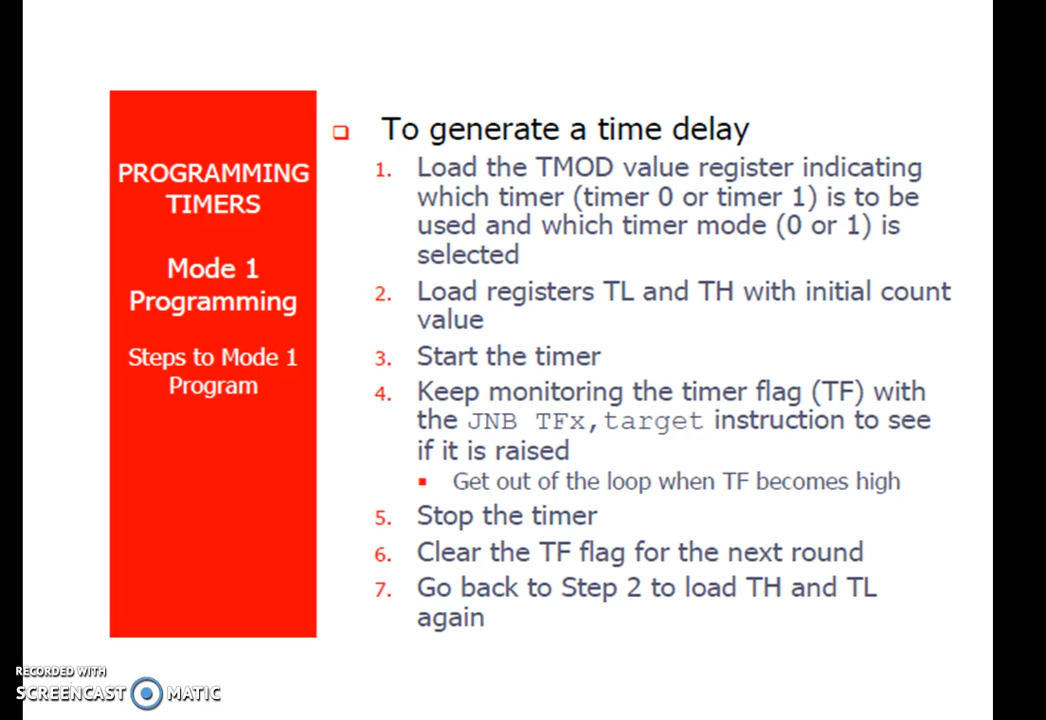 PROGRAMMING
TIMERS
Mode 1
Programming
Steps to Mode 1
Program
To generate a time delay
1. Load the TMOD value register indicating
which timer (timer 0 or timer 1) is to be
used and which timer mode (0 or 1) is
selected
2. Load registers TL and TH with initial count
value
3. Start the timer
4. Keep monitoring the timer flag (TF) with
the JNB TFx,target instruction to see
if it is raised
Get out of the loop when TF becomes high
5. Stop the timer
6. Clear the TF flag for the next round
7. Go back to Step 2 to load TH and TL
again
RECORDED WITH
SCREENCAST MATIC